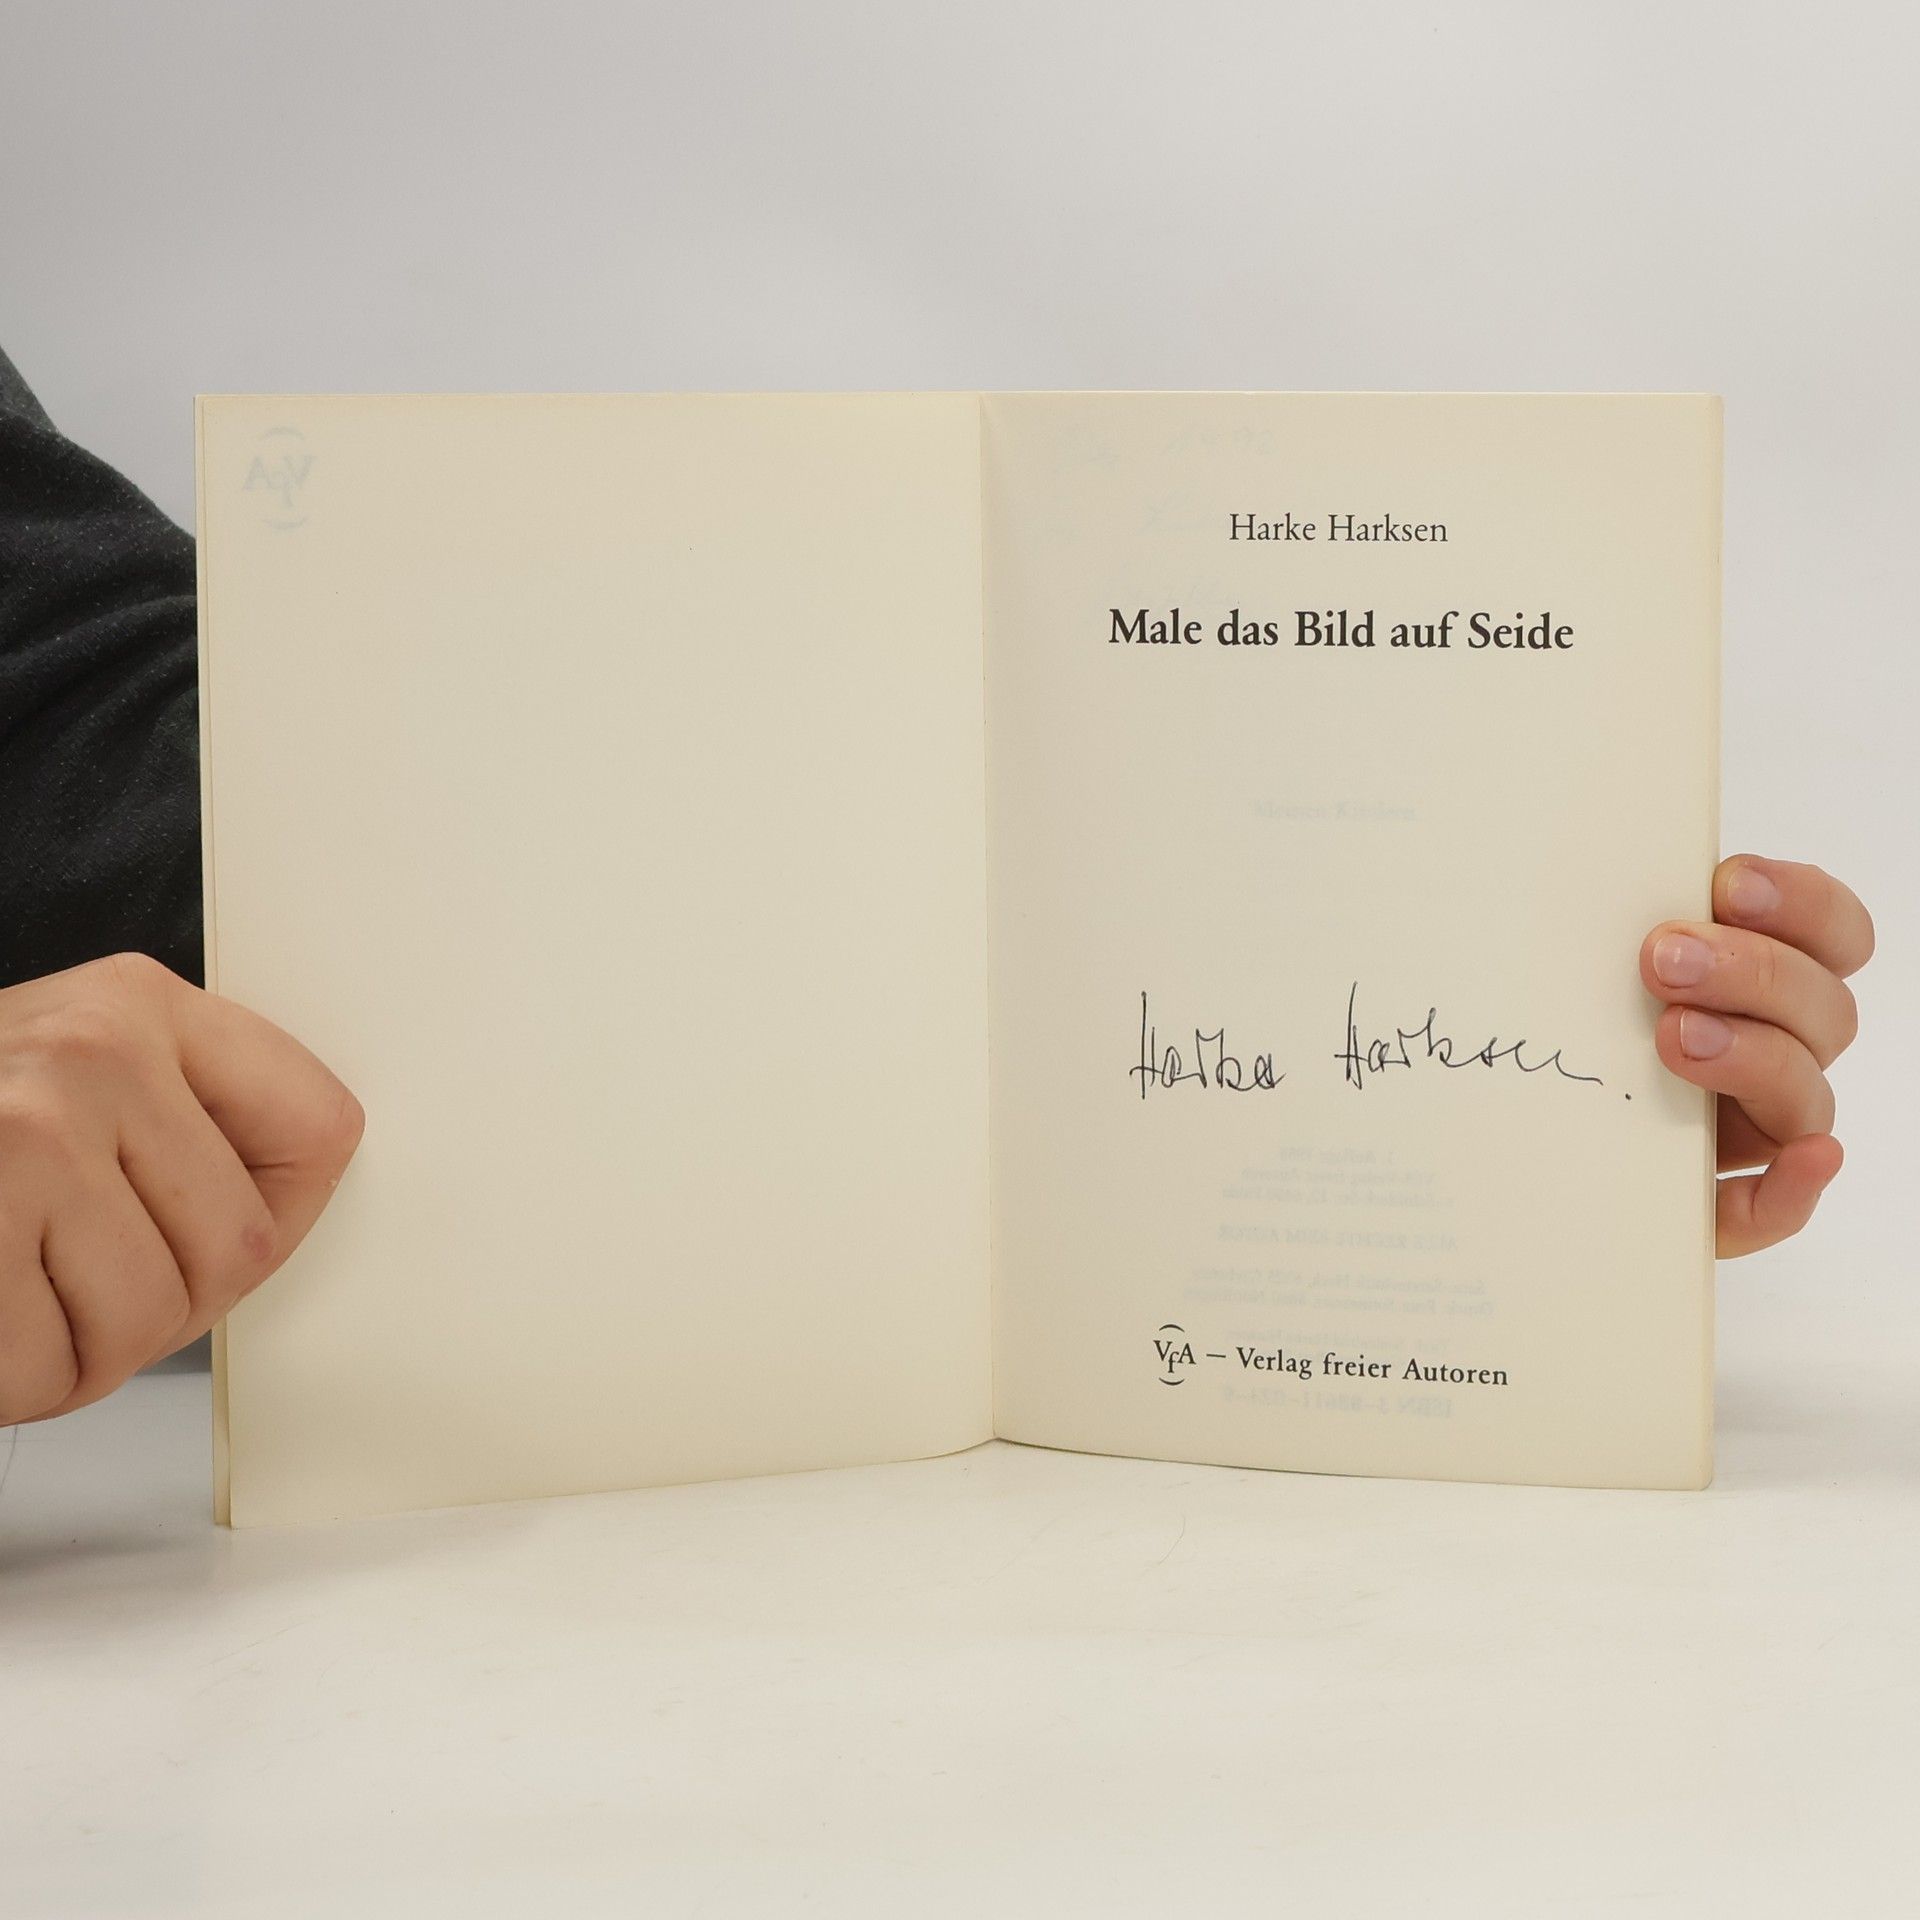 Harke Harksen
Male das Bild auf Seide
Harke Harksen.
VfA – Verlag freier Autoren